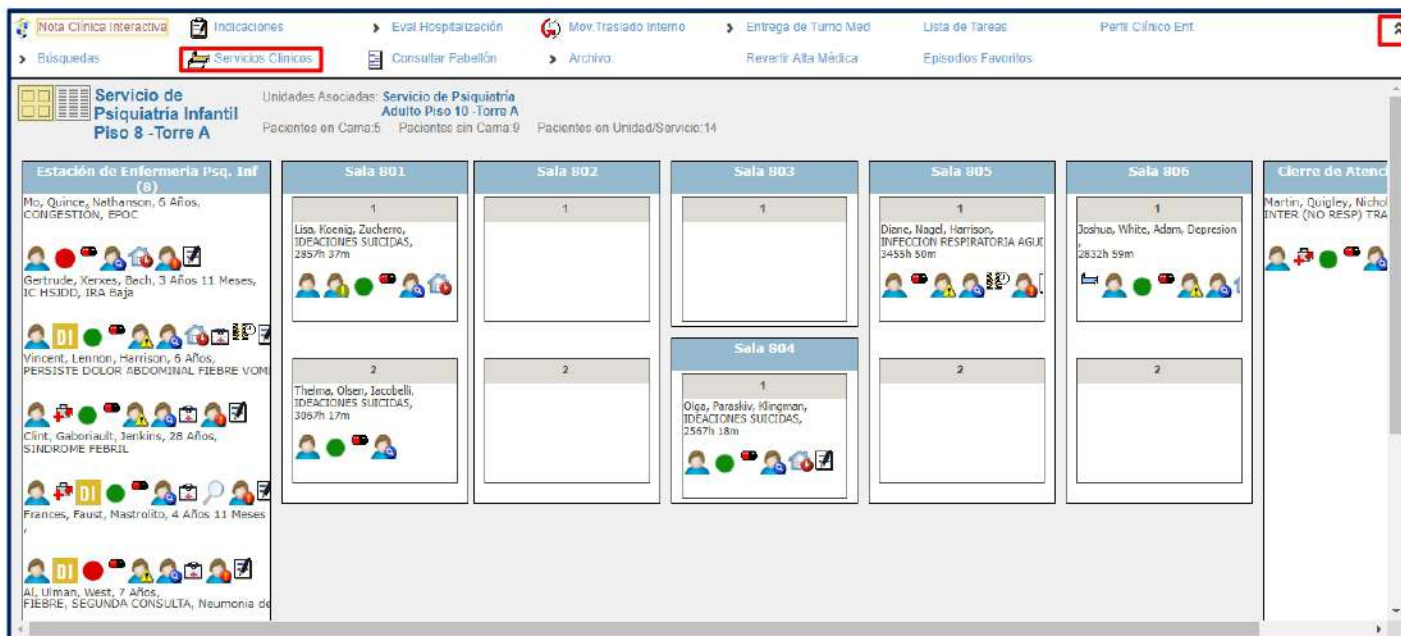 Nota Clínica Interactiva
Indicaciones
Eval Hospitalización
Mov.Traslado Interno
Entrega de Turno Med
Lista de Tareas
Perfil Clínico Enf.
Búsquedas
Servicios Clínicos
Consultar Pabellón
Archivo
Revertir Alta Médica
Episodios Favoritos
Servicio de
Psiquiatría Infantil
Piso 8 -Torre A
Unidades Asociadas: Servicio de Psiquiatría
Adulto Piso 10 -Torre A
Pacientes en Cama:5 Pacientes sin Cama:9 Pacientes en Unidad/Servicio:14
Estación de Enfermería Psq. Inf
(8)
Mo, Quince, Nathanson, 6 Años,
CONGESTIÓN, EPOC
Gertrude, Xerxes, Bach, 3 Años 11 Meses,
IC HSJDD, IRA Baja
DI
Vincent, Lennon, Harrison, 6 Años,
PERSISTE DOLOR ABDOMINAL FIEBRE VOM
Clint, Gaboriault, Jenkins, 28 Años,
SINDROME FEBRIL
DI
Frances, Faust, Mastrolito, 4 Años 11 Meses
,
DI
Al, Ulman, West, 7 Años,
FIEBRE, SEGUNDA CONSULTA, Neumonia de
Sala 801
1
Lisa, Koenig, Zucherro,
IDEACIONES SUICIDAS,
2857h 37m
2
Thelma, Olsen, Iacobelli,
IDEACIONES SUICIDAS,
3067h 17m
Sala 802
1
2
Sala 803
1
Sala 804
1
Olga, Paraskiv, Klingman,
IDEACIONES SUICIDAS,
2567h 18m
Sala 805
1
Diane, Nagel, Harrison,
INFECCION RESPIRATORIA AGUD
3455h 50m
2
Sala 806
1
Joshua, White, Adam, Depresion
,
2832h 59m
2
Cierre de Atenci
Martin, Quigley, Nichol
INTER (NO RESP) TRA